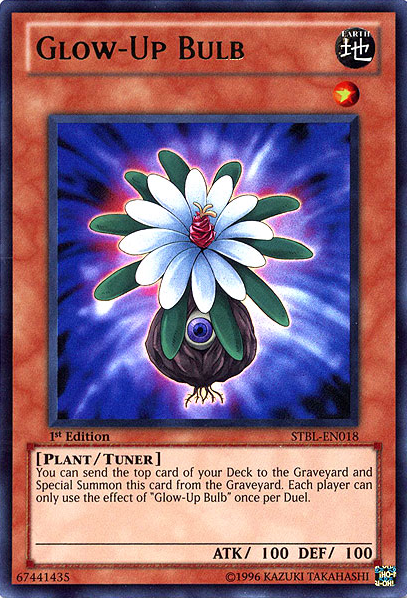 Glow-Up Bulb
EARTH
地
1st Edition
STBL-EN018
[Plant/Tuner]
You can send the top card of your Deck to the Graveyard and
Special Summon this card from the Graveyard. Each player can
only use the effect of "Glow-Up Bulb" once per Duel.
ATK/ 100 DEF/ 100
67441435
©1996 KAZUKI TAKAHASHI